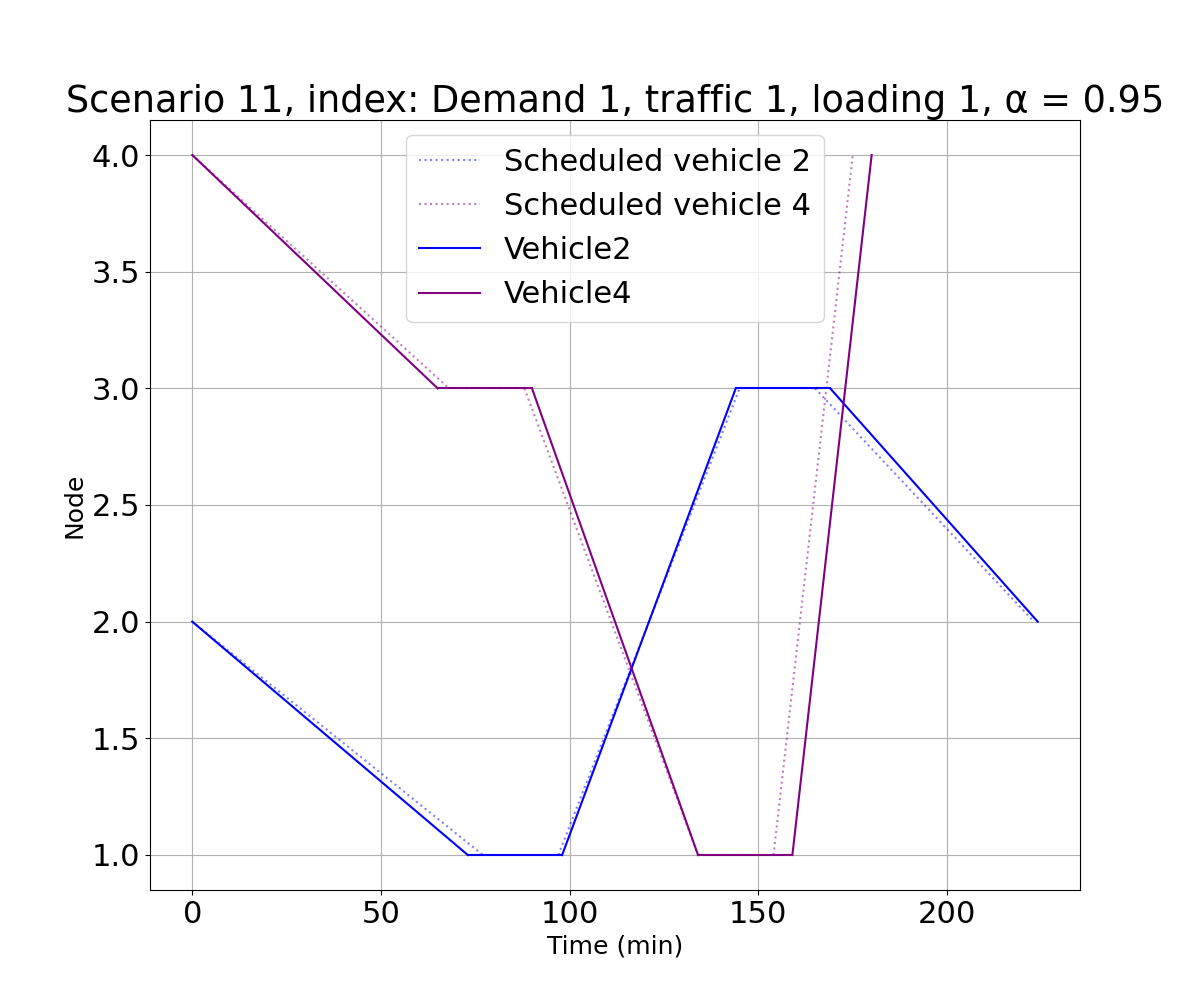 Scenario 11, index: Demand 1, traffic 1, loading 1, α = 0.95
Scheduled vehicle 2
Scheduled vehicle 4
Vehicle2
Vehicle4
4.0
3.5
3.0
2.5
2.0
1.5
1.0
Node
0 50 100 150 200
Time (min)